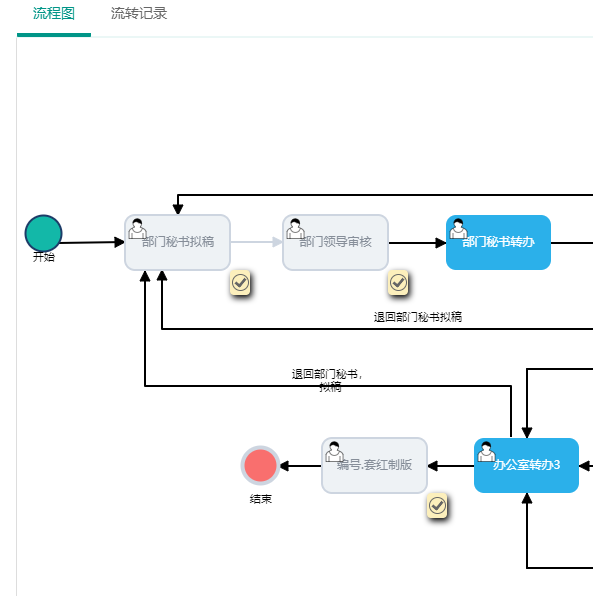 流程图
流转记录
开始
部门秘书拟稿
部门领导审核
部门秘书转办
退回部门秘书拟稿
退回部门秘书，
拟稿
编号.套红制版
办公室转办3
结束